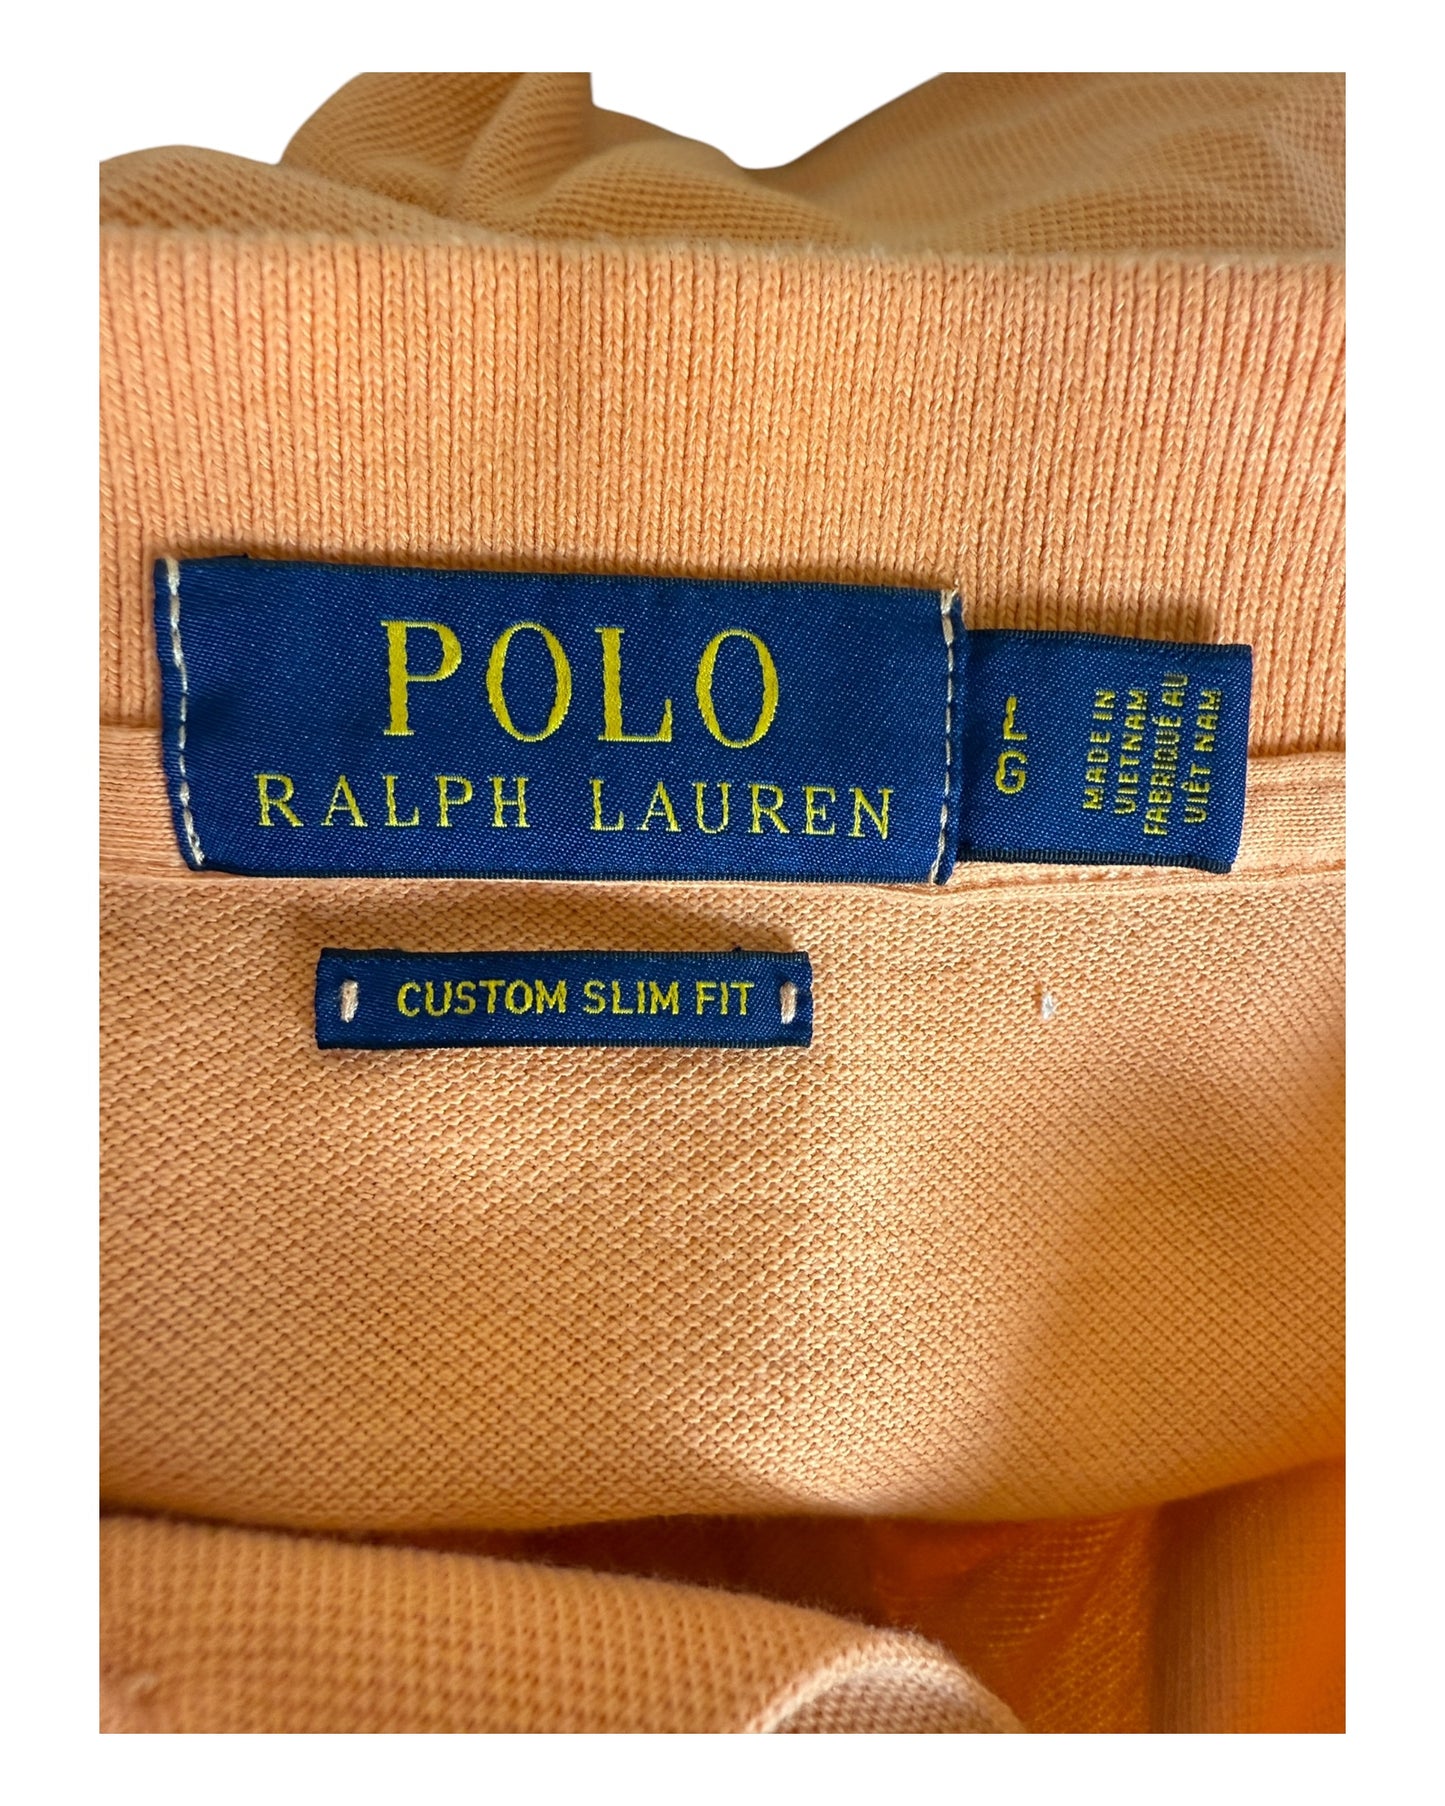 POLO
RALPH LAUREN
L
G
MADE IN
VIETNAM
FABRIQUÉ AU
VIÊT NAM
CUSTOM SLIM FIT